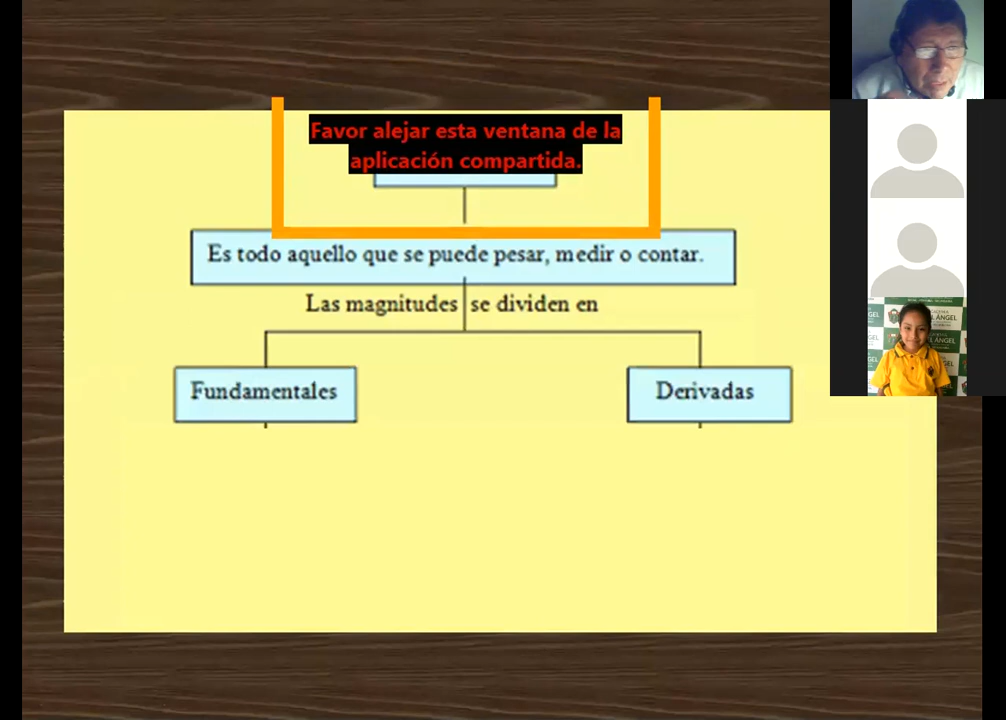 Favor alejar esta ventana de la
aplicación compartida.
Es todo aquello que se puede pesar, medir o contar.
Las magnitudes se dividen en
Fundamentales
Derivadas